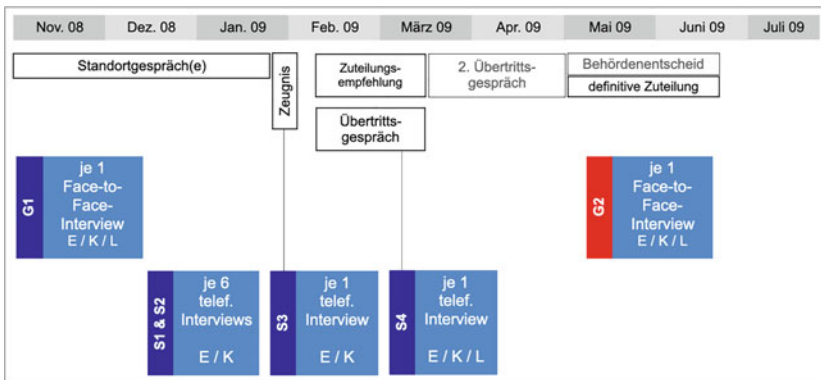 Nov. 08 Dez. 08 Jan. 09 Feb. 09 März 09 Apr. 09 Mai 09 Juni 09 Juli 09
Standortgespräch(e)
Zeugnis
Zuteilungs-
empfehlung
2. Übertritts-
gespräch
Behördenentscheid
definitive Zuteilung
Übertritts-
gespräch
G1
je 1
Face-to-
Face-
Interview
E / K / L
G2
je 1
Face-to-
Face-
Interview
E / K / L
S1 & S2
je 6
telef.
Interviews
E / K
S3
je 1
telef.
Interview
E / K
S4
je 1
telef.
Interview
E / K / L